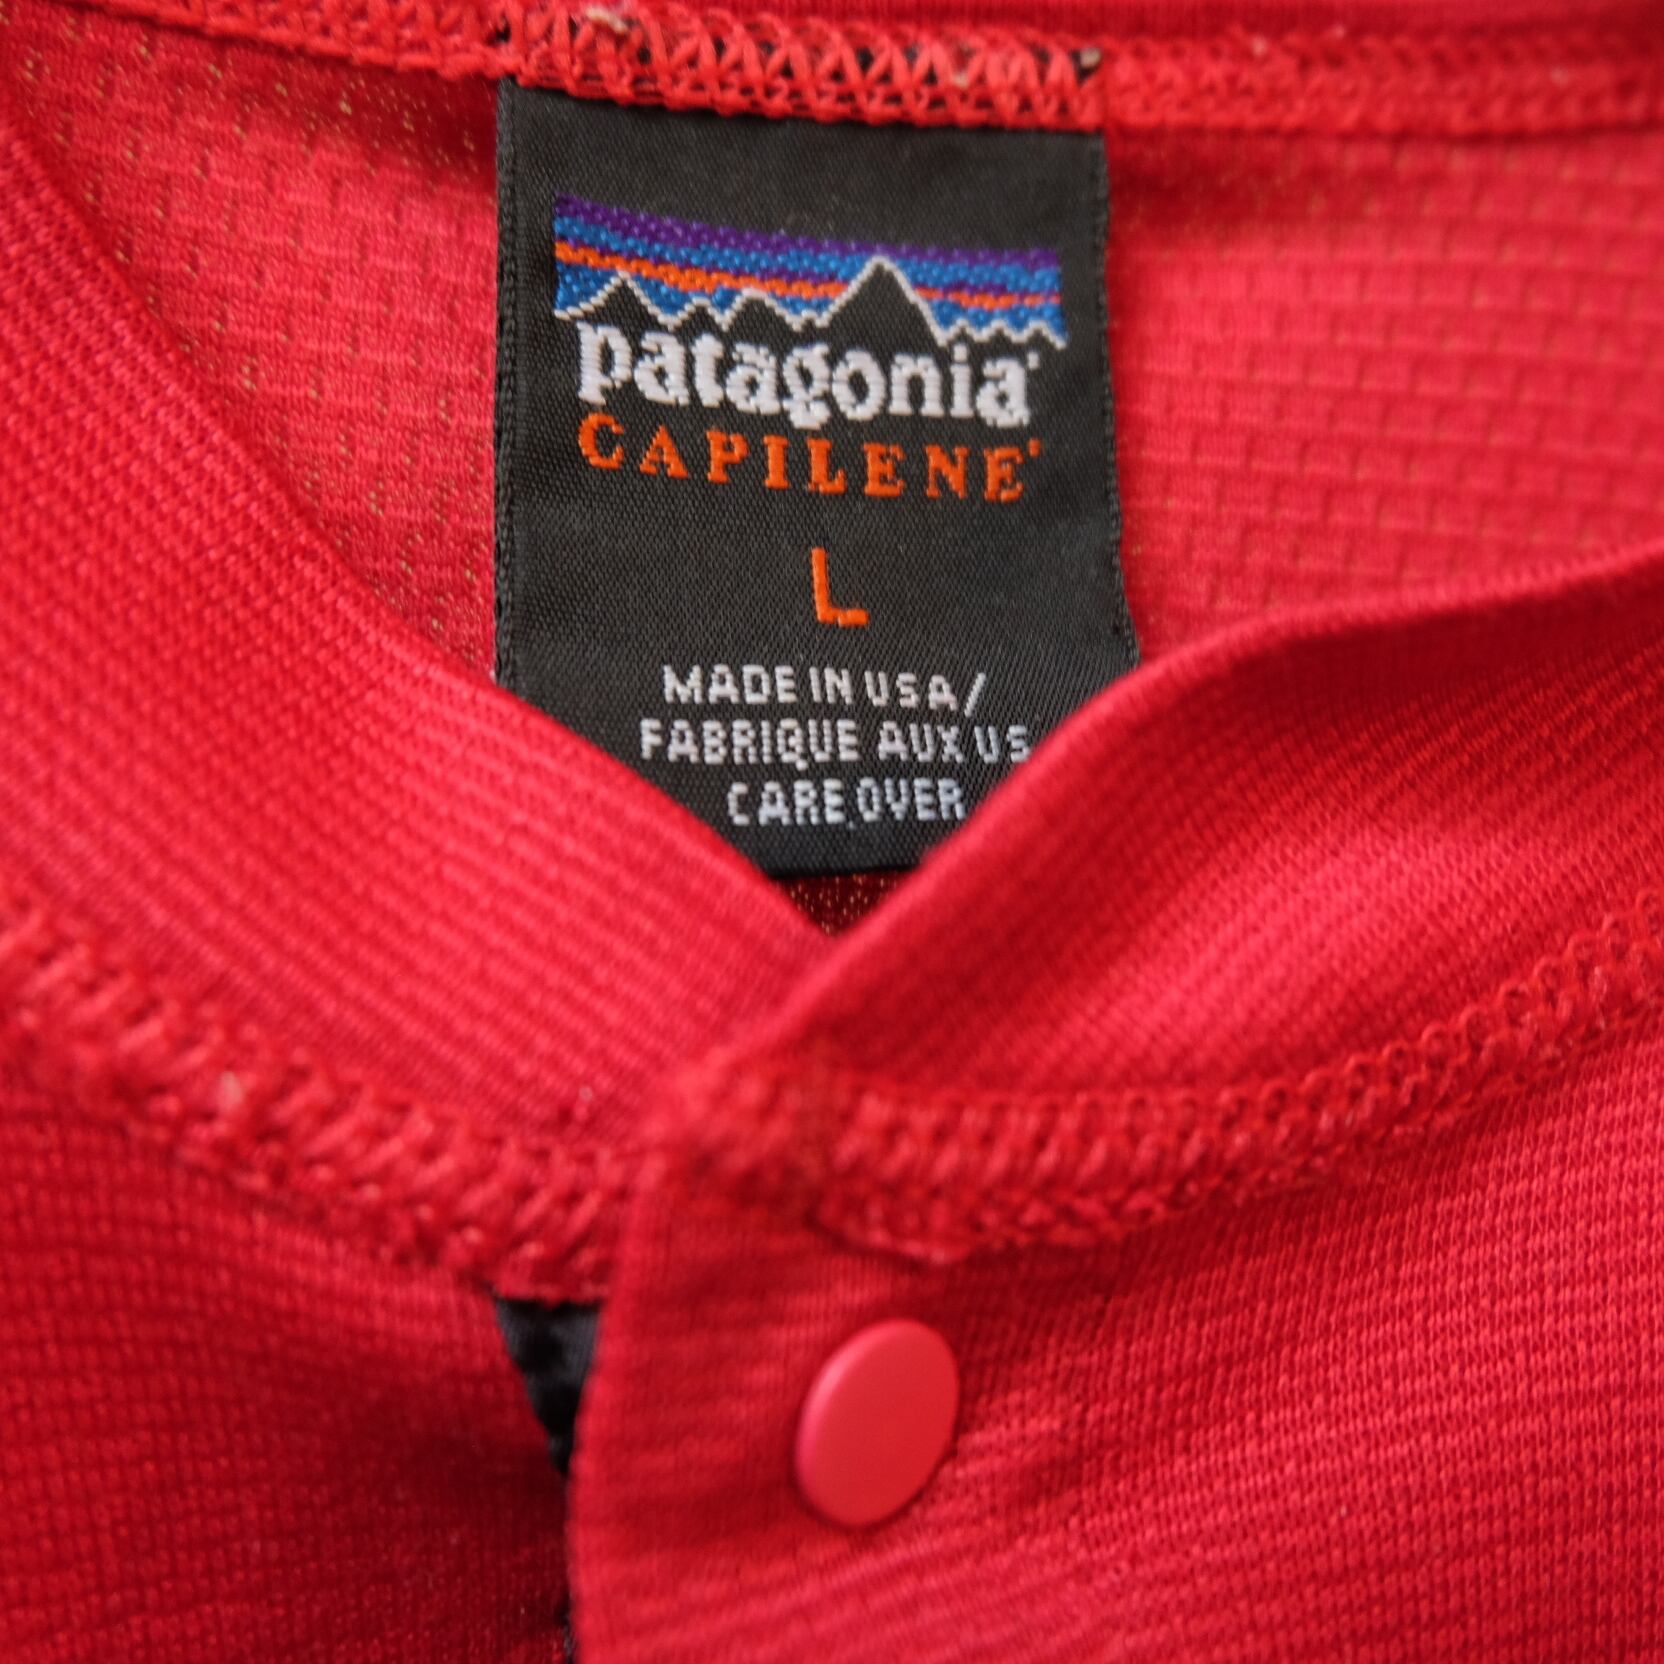 patagonia
CAPILENE
L
MADE IN USA/
FABRIQUE AUX US
CARE OVER